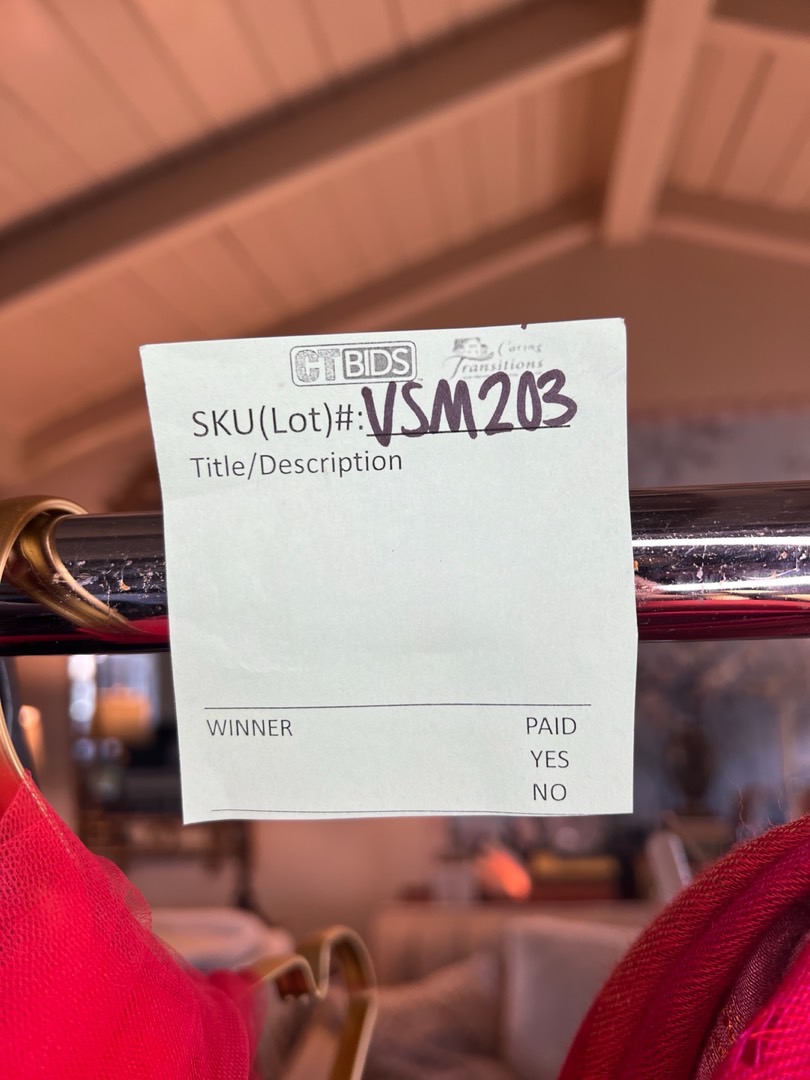 CTBIDS
Caring
Transitions
SKU(Lot)#: VSM203
Title/Description
WINNER PAID
YES
NO